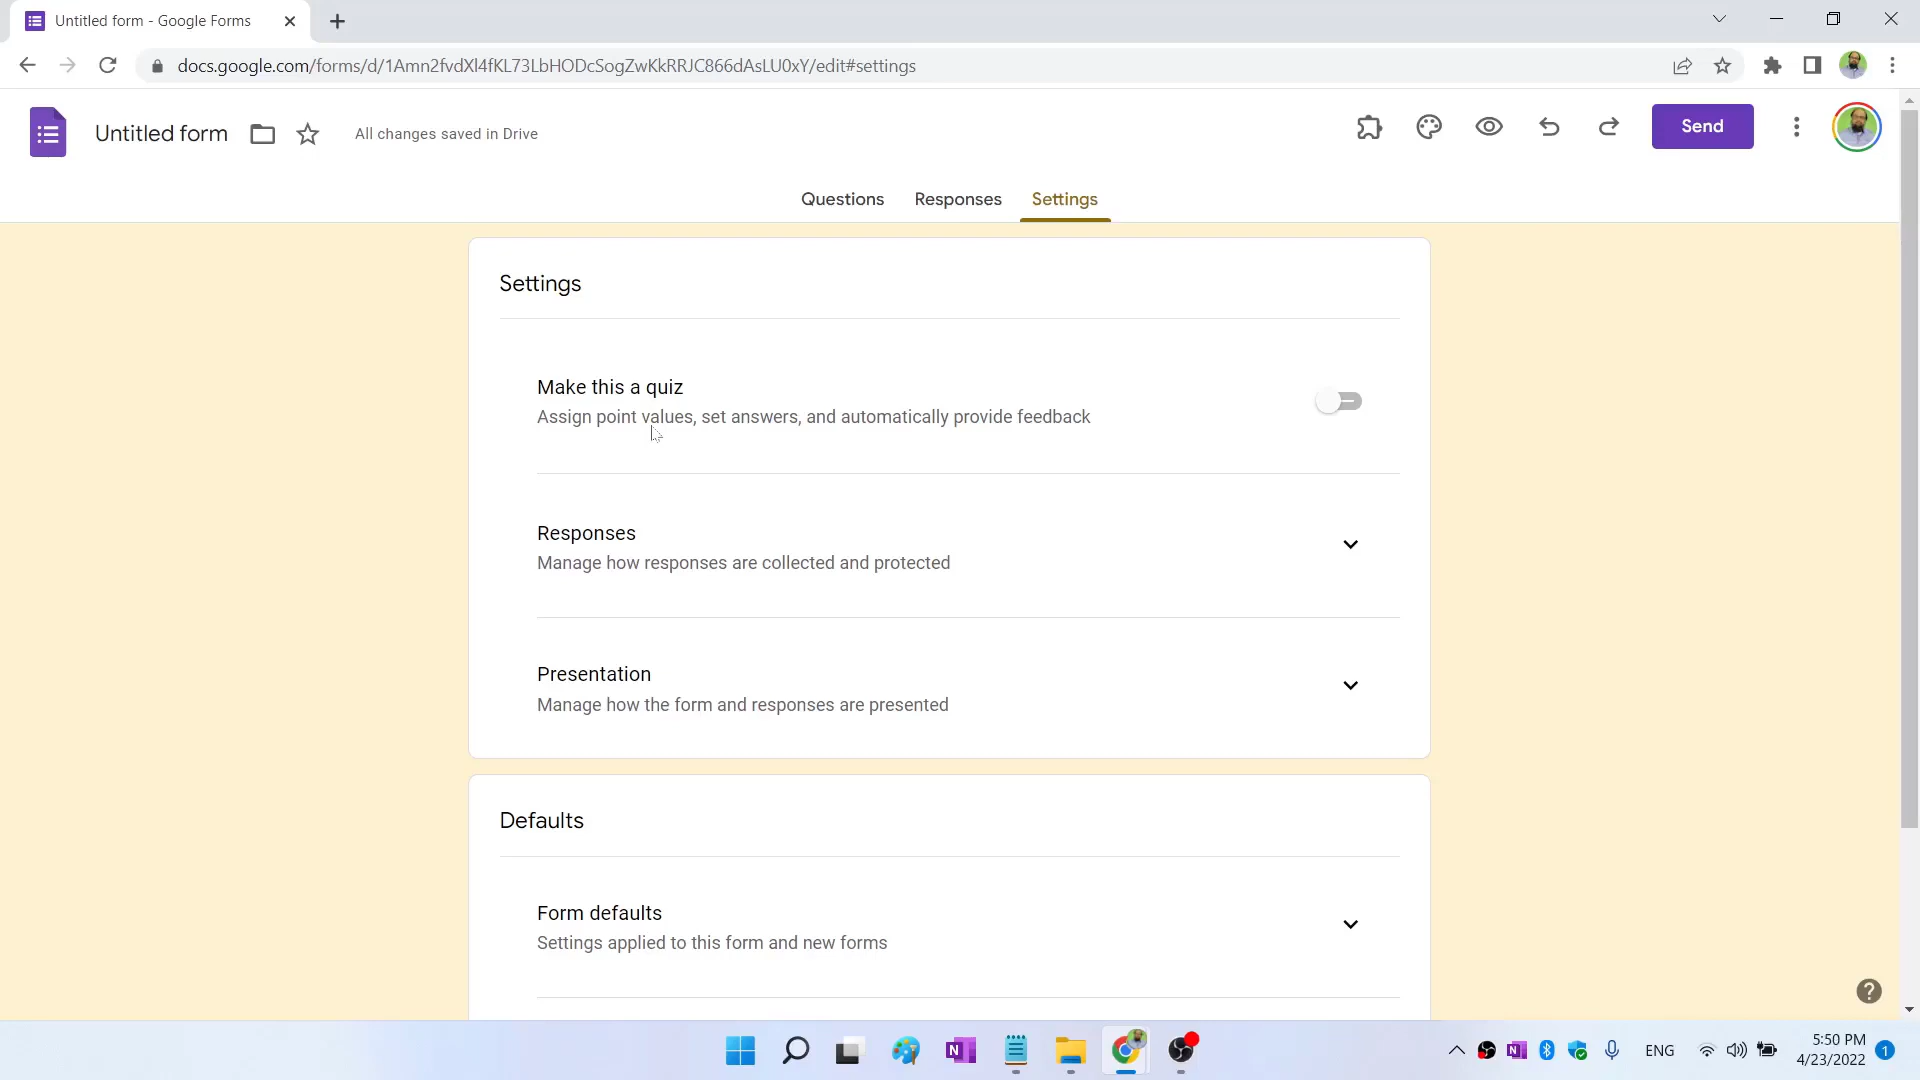 Untitled form - Google Forms
docs.google.com/forms/d/1Amn2fvdXl4fKL73LbHODcSogZwKkRRJC866dAsLU0xY/edit#settings
Untitled form
All changes saved in Drive
Send
Questions
Responses
Settings
Settings
Make this a quiz
Assign point values, set answers, and automatically provide feedback
Responses
Manage how responses are collected and protected
Presentation
Manage how the form and responses are presented
Defaults
Form defaults
Settings applied to this form and new forms
ENG
5:50 PM
4/23/2022
1